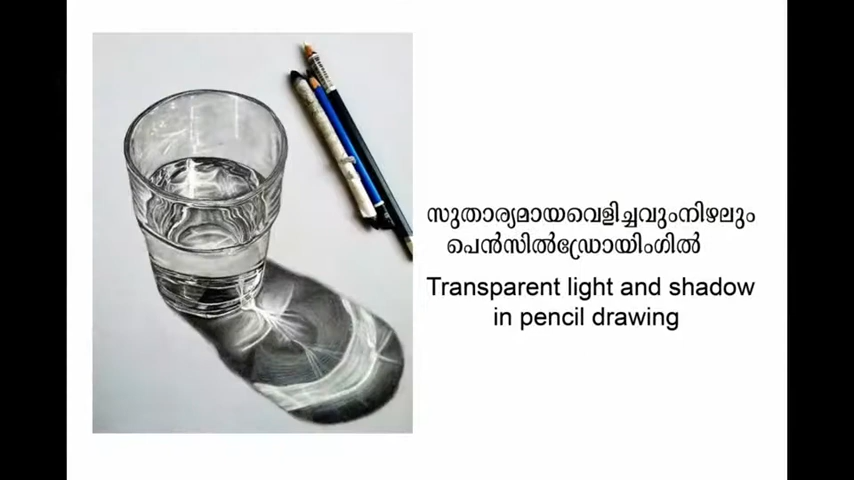 സുതാര്യമായവെളിച്ചവുംനിഴലും
പെൻസിൽഡ്രോയിംഗിൽ
Transparent light and shadow
in pencil drawing